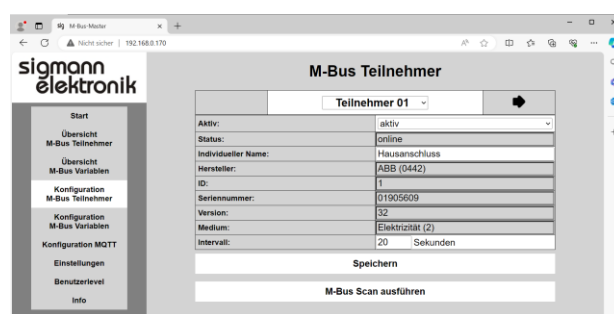 M-Bus-Master
Nicht sicher | 192.168.0.170
sigmann
elektronik
Start
Übersicht
M-Bus Teilnehmer
Übersicht
M-Bus Variablen
Konfiguration
M-Bus Teilnehmer
Konfiguration
M-Bus Variablen
Konfiguration MQTT
Einstellungen
Benutzerlevel
Info
M-Bus Teilnehmer
Teilnehmer 01
Aktiv: aktiv
Status: online
Individueller Name: Hausanschluss
Hersteller: ABB (0442)
ID: 1
Seriennummer: 01905609
Version: 32
Medium: Elektrizität (2)
Intervall: 20 Sekunden
Speichern
M-Bus Scan ausführen